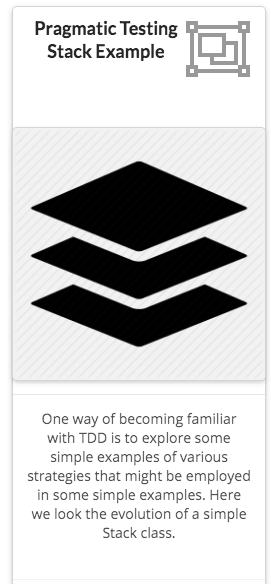 Pragmatic Testing
Stack Example
One way of becoming familiar
with TDD is to explore some
simple examples of various
strategies that might be employed
in some simple examples. Here
we look the evolution of a simple
Stack class.